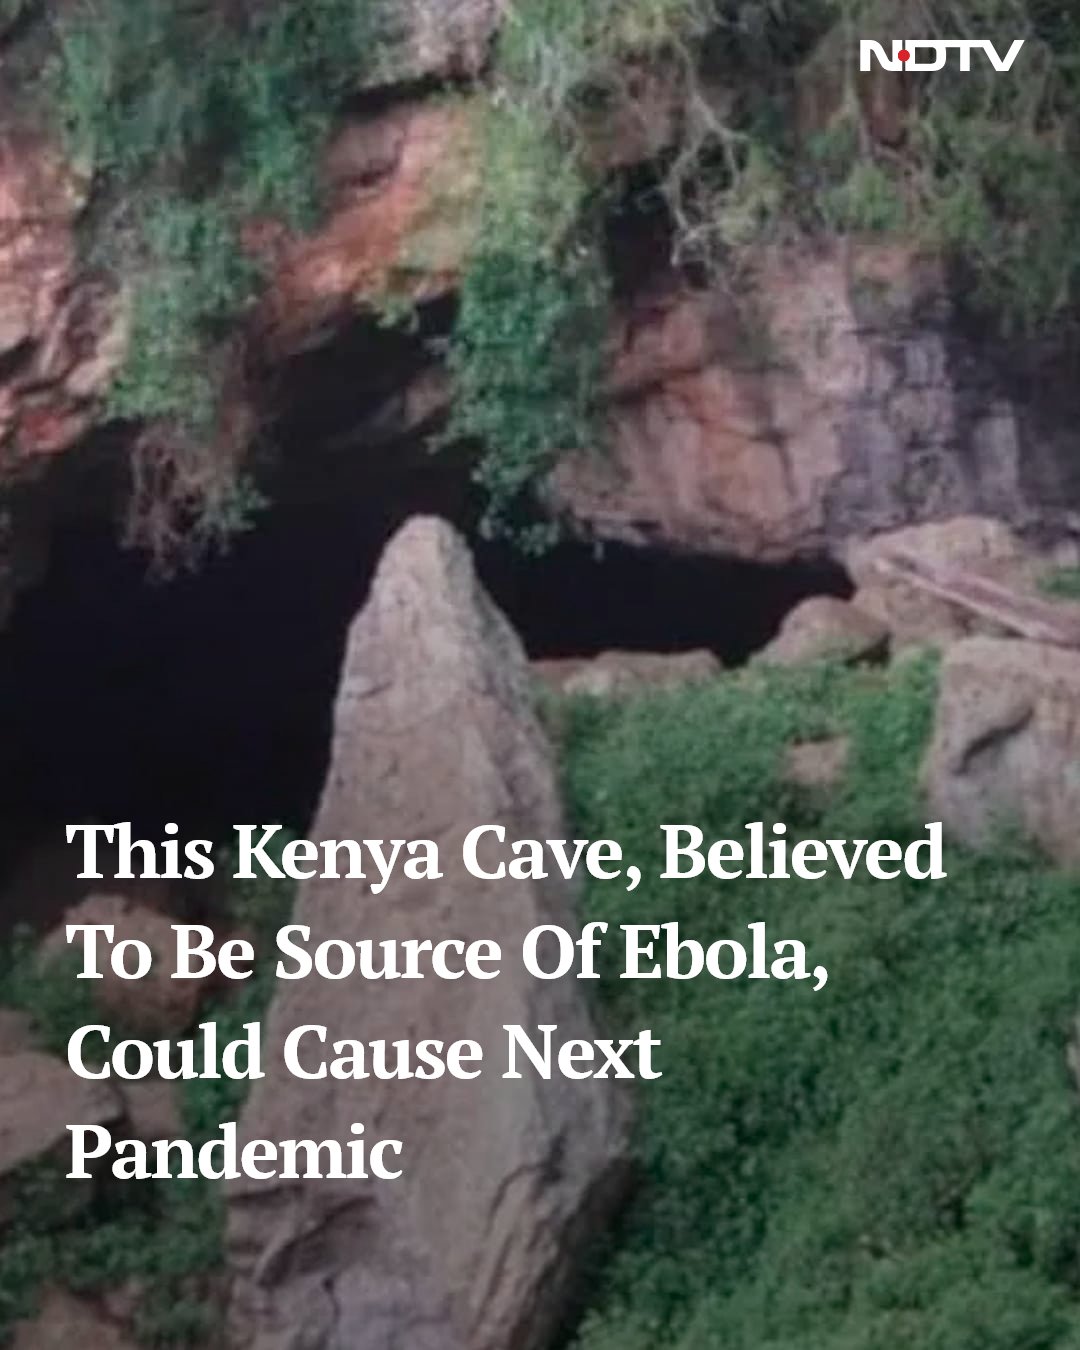 NDTV
This Kenya Cave, Believed
To Be Source Of Ebola,
Could Cause Next
Pandemic